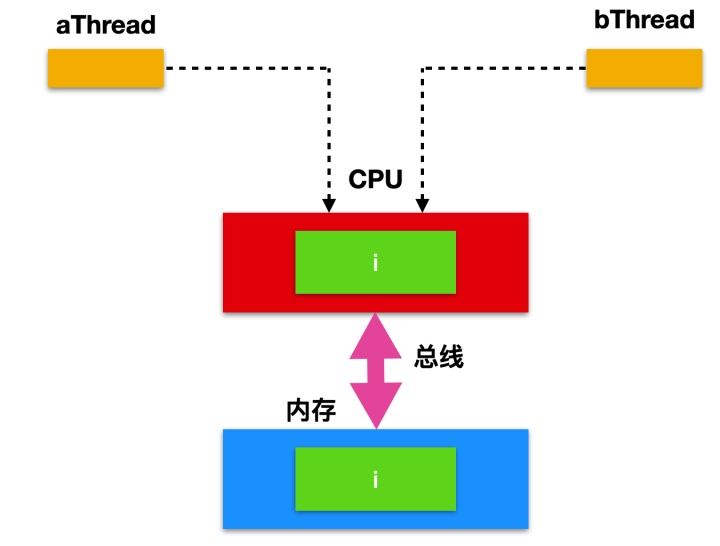 aThread
bThread
CPU
i
总线
内存
i